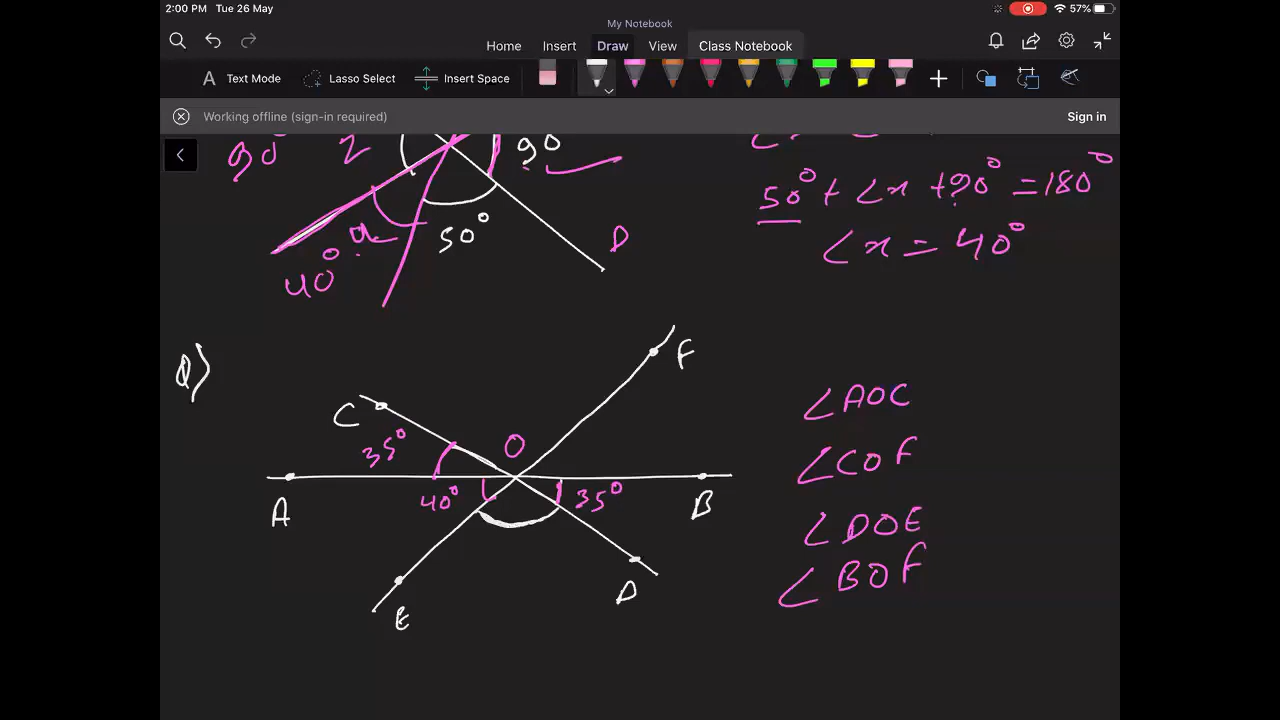 2:00 PM Tue 26 May
57%
My Notebook
Home Insert Draw View Class Notebook
A Text Mode Lasso Select Insert Space
Working offline (sign-in required) Sign in
90° z 90
50° + ∠x + 90° = 180°
50° D
∠x = 40°
40° a
Q)
F
C
∠AOC
35° O
∠COF
40° 35°
A B
∠DOE
∠BOF
D
E